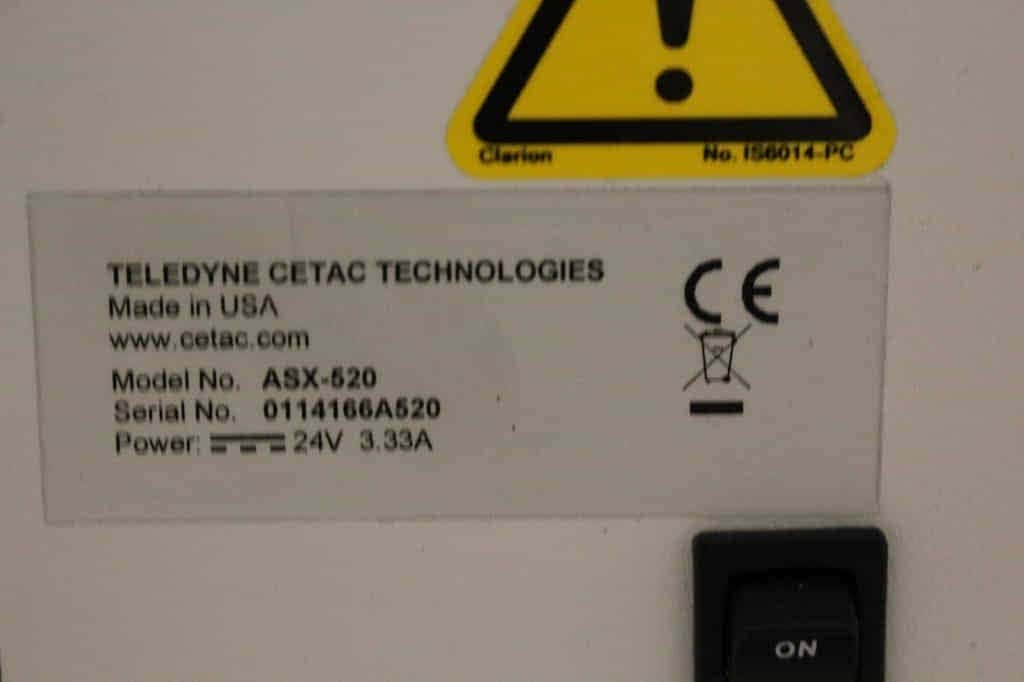 Clarion No. IS6014-PC
TELEDYNE CETAC TECHNOLOGIES
Made in USA
www.cetac.com
Model No. ASX-520
Serial No. 0114166A520
Power: 24V 3.33A
CE
ON